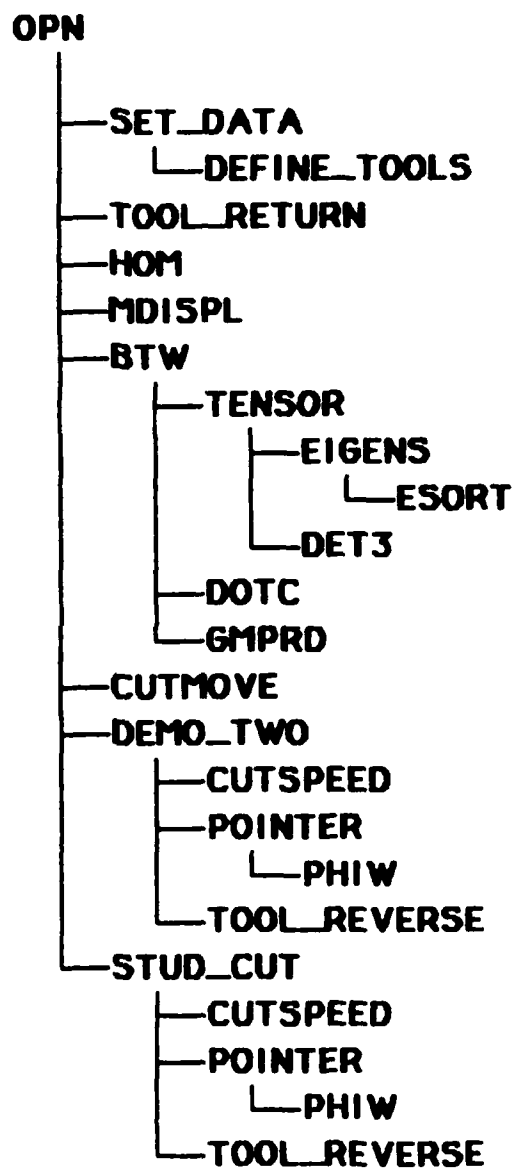 OPN
SET_DATA
DEFINE_TOOLS
TOOL_RETURN
HOM
MDISPL
BTW
TENSOR
EIGENS
ESORT
DET3
DOTC
GMPRD
CUTMOVE
DEMO_TWO
CUTSPEED
POINTER
PHIW
TOOL_REVERSE
STUD_CUT
CUTSPEED
POINTER
PHIW
TOOL_REVERSE